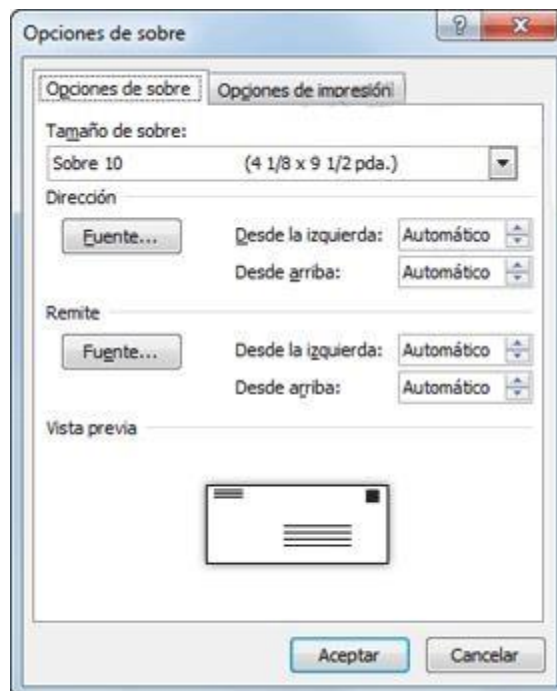 Opciones de sobre
Opciones de sobre Opciones de impresión
Tamaño de sobre:
Sobre 10 (4 1/8 x 9 1/2 pda.)
Dirección
Fuente... Desde la izquierda: Automático
Desde arriba: Automático
Remite
Fuente... Desde la izquierda: Automático
Desde arriba: Automático
Vista previa
Aceptar Cancelar